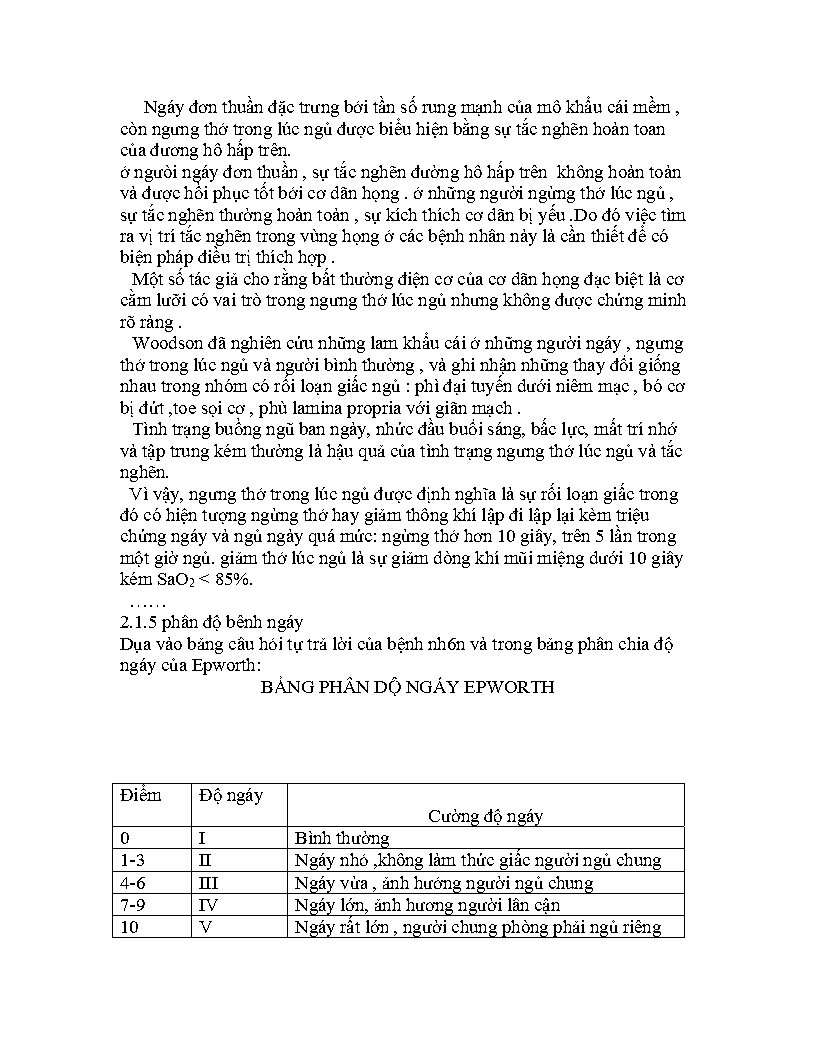 Ngáy đơn thuần đặc trưng bởi tần số rung mạnh của mô khẩu cái mềm ,
còn ngưng thở trong lúc ngủ được biểu hiện bằng sự tắc nghẽn hoàn toan
của đương hô hấp trên.
ở người ngáy đơn thuần , sự tắc nghẽn đường hô hấp trên không hoàn toàn
và được hồi phục tốt bởi cơ dãn họng . ở những người ngừng thở lúc ngủ ,
sự tắc nghẽn thường hoàn toàn , sự kích thích cơ dãn bị yếu .Do đó việc tìm
ra vị trí tắc nghẽn trong vùng họng ở các bệnh nhân này là cần thiết để có
biện pháp điều trị thích hợp .
Một số tác giả cho rằng bất thường điện cơ của cơ dãn họng đạc biệt là cơ
cằm lưỡi có vai trò trong ngưng thở lúc ngủ nhưng không được chứng minh
rõ ràng .
Woodson đã nghiên cứu những lam khẩu cái ở những người ngáy , ngưng
thở trong lúc ngủ và người bình thường , và ghi nhận những thay đổi giống
nhau trong nhóm có rối loạn giấc ngủ : phì đại tuyến dưới niêm mạc , bó cơ
bị đứt ,toe sọi cơ , phù lamina propria với giãn mạch .
Tình trạng buồng ngũ ban ngày, nhức đầu buổi sáng, bấc lực, mất trí nhớ
và tập trung kém thường là hậu quả của tình trạng ngưng thở lúc ngủ và tắc
nghẽn.
Vì vậy, ngưng thở trong lúc ngủ được định nghĩa là sự rối loạn giấc trong
đó có hiện tượng ngừng thở hay giảm thông khí lập đi lập lại kèm triệu
chứng ngáy và ngủ ngày quá mức: ngừng thở hơn 10 giây, trên 5 lần trong
một giờ ngủ. giảm thở lúc ngủ là sự giảm dòng khí mũi miệng dưới 10 giây
kém SaO₂ < 85%.
……
2.1.5 phân độ bênh ngáy
Dụa vào bảng câu hỏi tự trả lời của bệnh nh6n và trong bảng phân chia độ
ngáy của Epworth:
BẢNG PHÂN DỘ NGÁY EPWORTH
Điểm Độ ngáy
Cường độ ngáy
0 I Bình thường
1-3 II Ngáy nhỏ ,không làm thức giấc người ngủ chung
4-6 III Ngáy vừa , ảnh hưởng người ngủ chung
7-9 IV Ngáy lớn, ảnh hương người lân cận
10 V Ngáy rất lớn , người chung phòng phải ngủ riêng